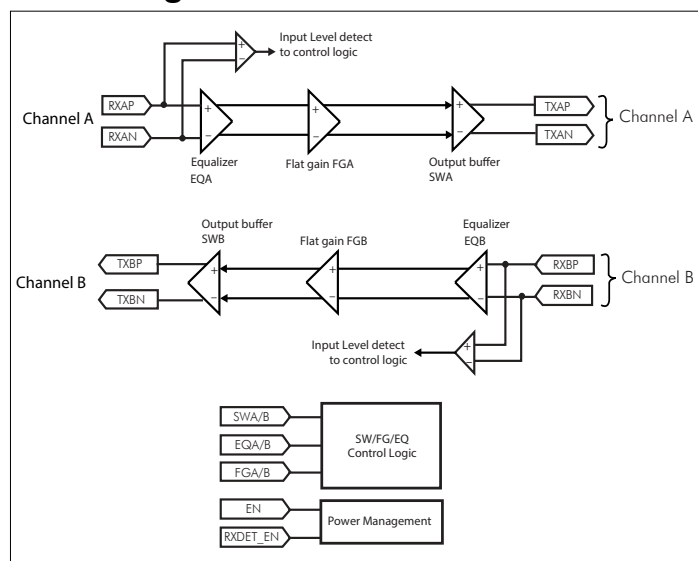 Input Level detect
to control logic
RXAP
+
−
Channel A
RXAN
+
−
+
−
+
−
TXAP
TXAN
Channel A
Equalizer
EQA
Flat gain FGA
Output buffer
SWA
Output buffer
SWB
Flat gain FGB
Equalizer
EQB
Channel B
TXBP
TXBN
+
−
+
−
RXBP
RXBN
Channel B
Input Level detect
to control logic
+
−
SWA/B
EQA/B
FGA/B
SW/FG/EQ
Control Logic
EN
RXDET_EN
Power Management